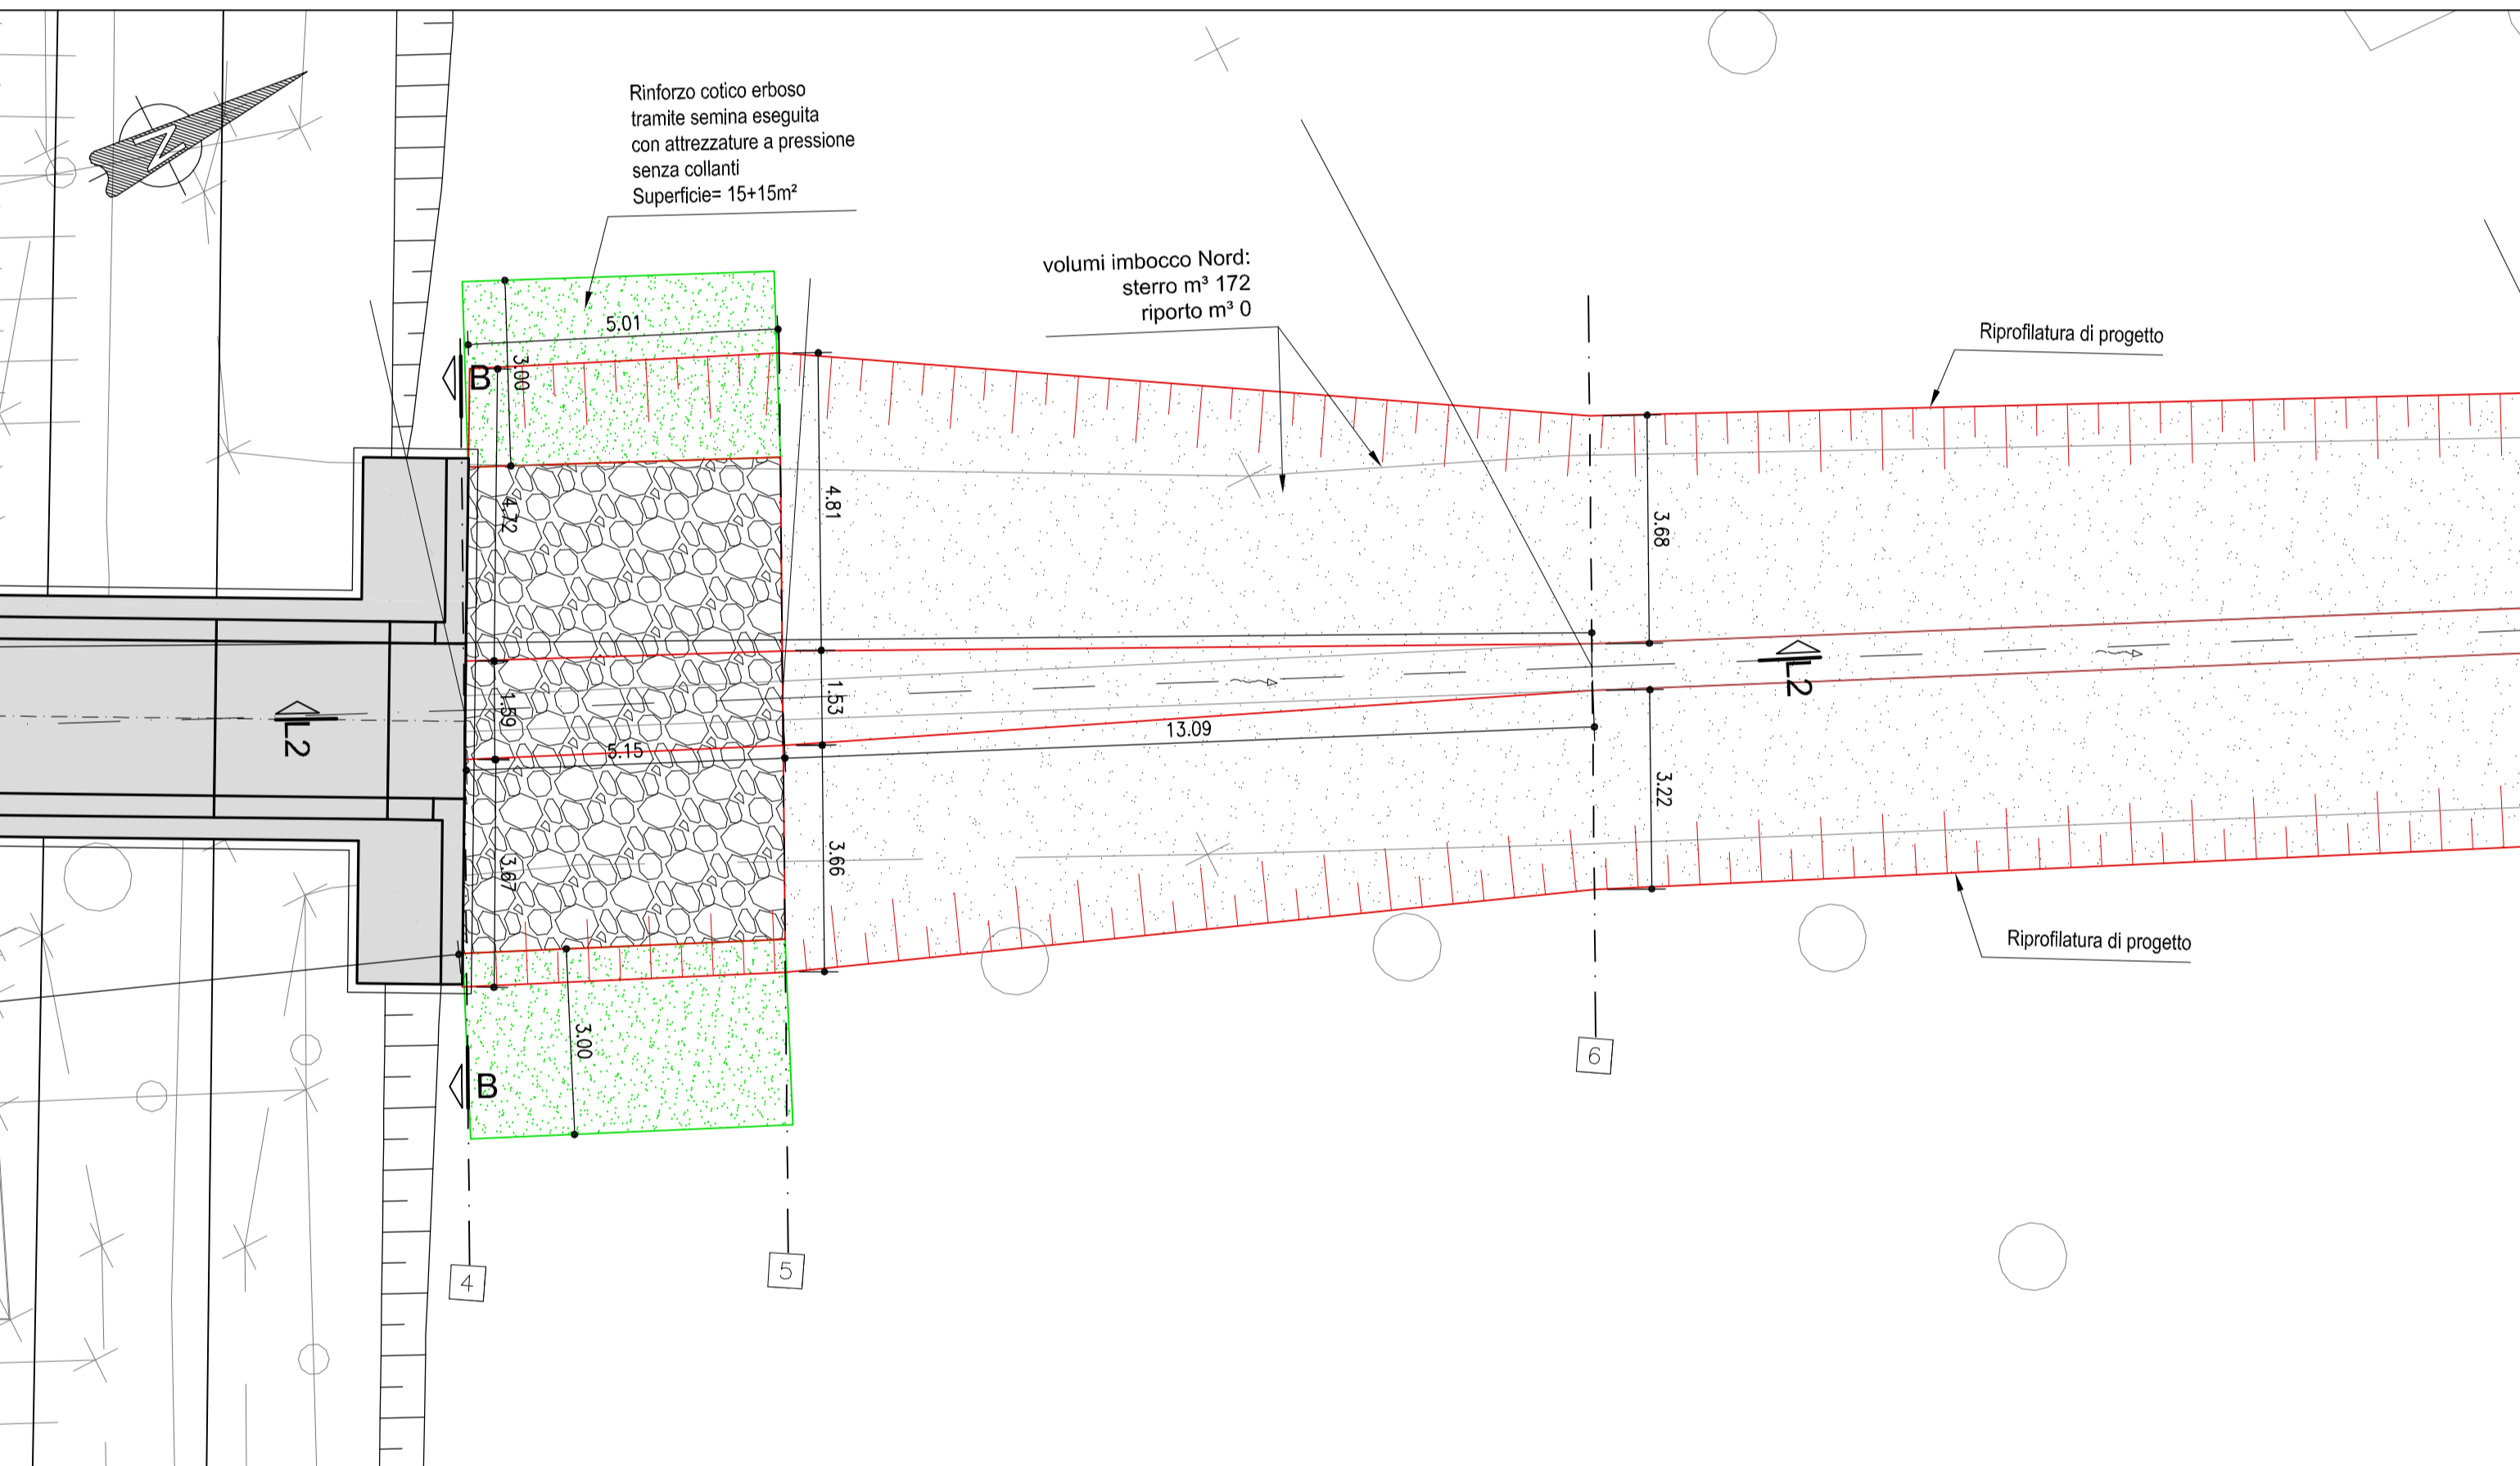 N
Rinforzo cotico erboso
tramite semina eseguita
con attrezzature a pressione
senza collanti
Superficie= 15+15m²
volumi imbocco Nord:
sterro m³ 172
riporto m³ 0
Riprofilatura di progetto
5.01
3.00
B
4.72
4.81
3.68
1.59
1.53
L2
L2
5.15
13.09
3.67
3.66
3.22
Riprofilatura di progetto
3.00
B
4
5
6